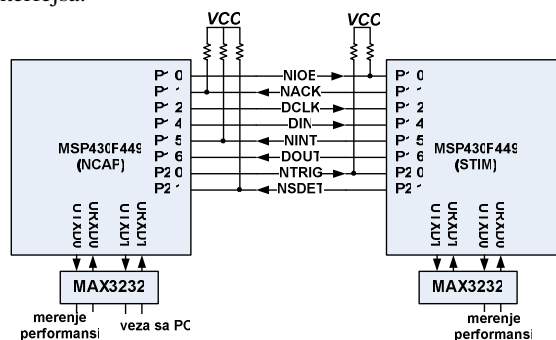 VCC
VCC
P1.0 NIOE P1.0
P1.1 NACK P1.1
P1.2 DCLK P1.2
P1.4 DIN P1.4
P1.5 NINT P1.5
P1.6 DOUT P1.6
P2.0 NTRIG P2.0
P2.1 NSDET P2.1
MSP430F449
(NCAP)
MSP430F449
(STIM)
UTXD0 URXD0 UTXD1 URXD1
UTXD1 URXD1 UTXD0 URXD0
MAX3232
MAX3232
merenje
performansi
veza sa PC
merenje
performansi